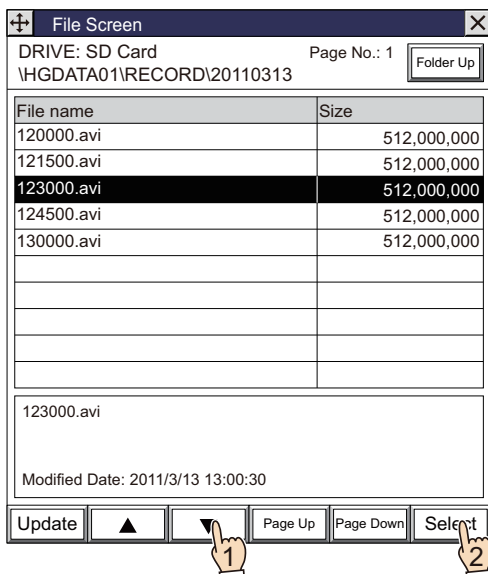 File Screen
DRIVE: SD Card Page No.: 1
\HGDATA01\RECORD\20110313 Folder Up
File name Size
120000.avi 512,000,000
121500.avi 512,000,000
123000.avi 512,000,000
124500.avi 512,000,000
130000.avi 512,000,000
123000.avi
Modified Date: 2011/3/13 13:00:30
Update ▲ ▼ Page Up Page Down Select
1 2